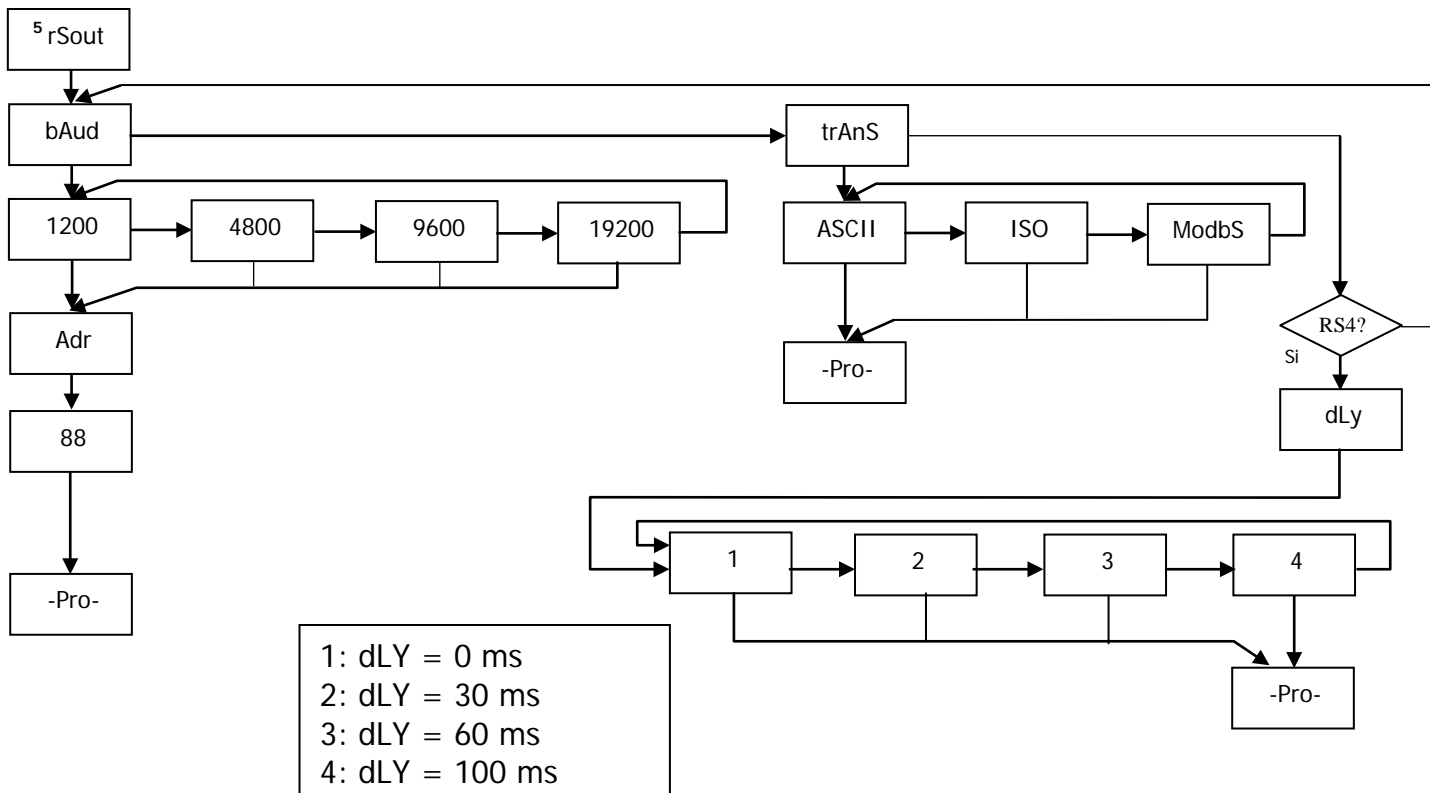 5 rSout
bAud
trAnS
1200
4800
9600
19200
ASCII
ISO
ModbS
Adr
RS4?
Si
-Pro-
88
dLy
1
2
3
4
-Pro-
-Pro-
1: dLY = 0 ms
2: dLY = 30 ms
3: dLY = 60 ms
4: dLY = 100 ms